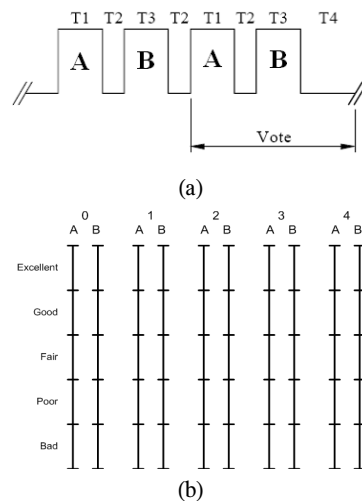 T1 T2 T3 T2 T1 T2 T3 T4
A B A B
Vote
(a)
0 1 2 3 4
A B A B A B A B A B
Excellent
Good
Fair
Poor
Bad
(b)